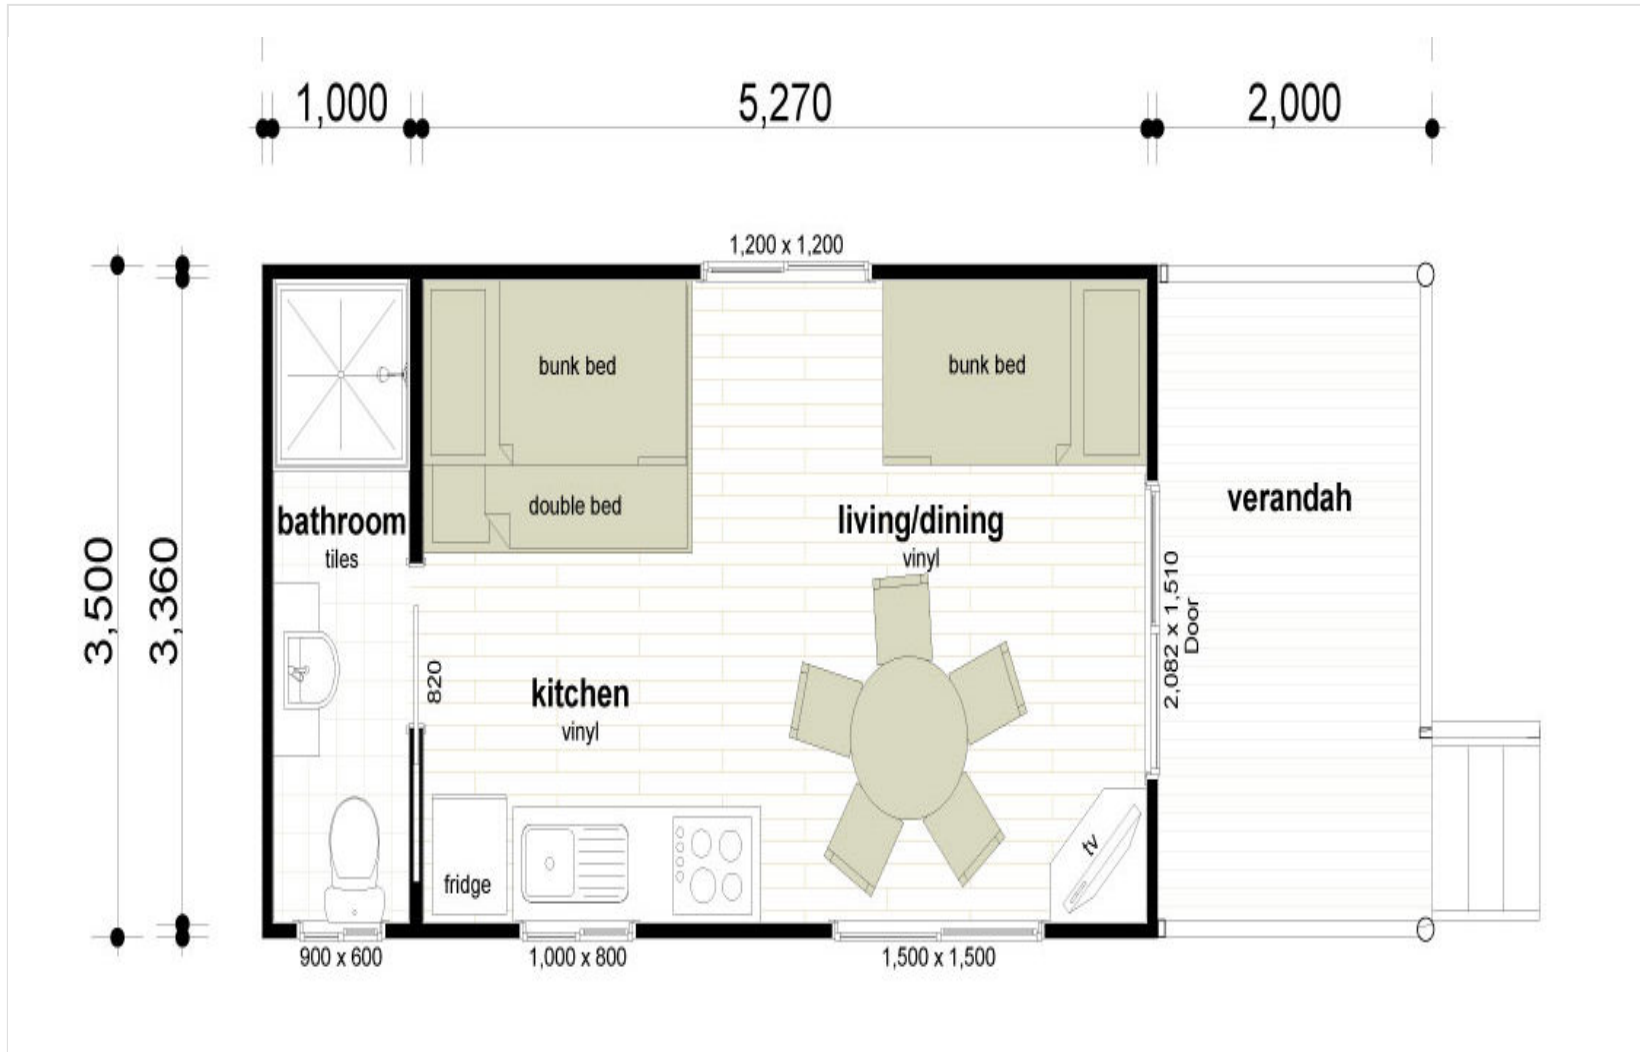 1,000
5,270
2,000
1,200 x 1,200
bunk bed
bunk bed
double bed
bathroom
tiles
living/dining
vinyl
verandah
3,500
3,360
2,082 x 1,510
Door
820
kitchen
vinyl
tv
fridge
900 x 600
1,000 x 800
1,500 x 1,500